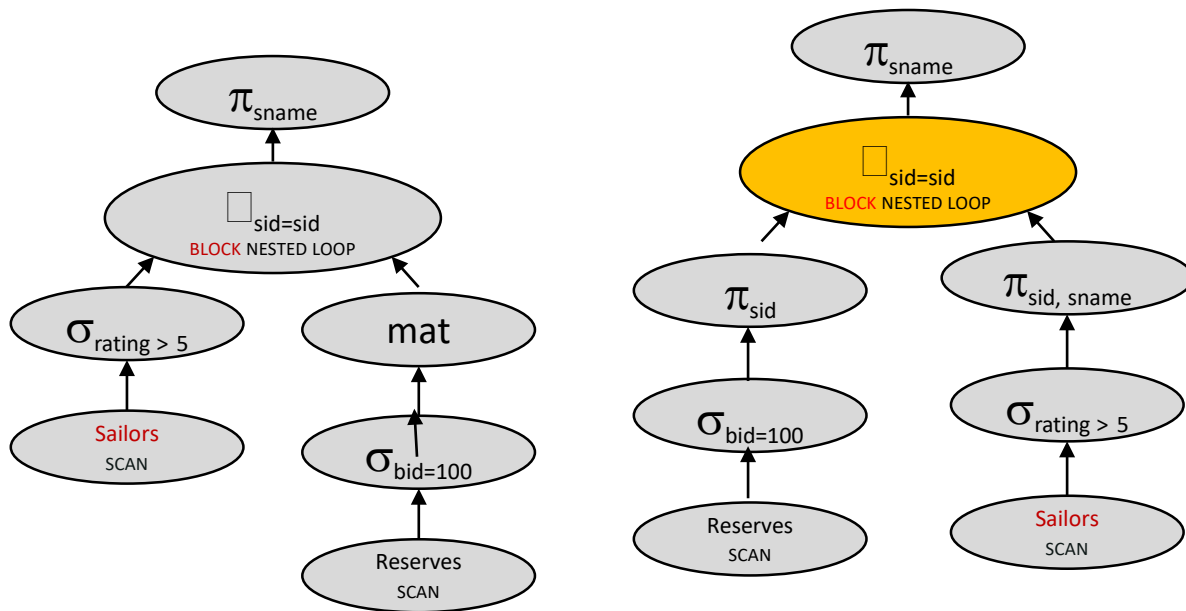 πsname
□sid=sid
BLOCK NESTED LOOP
σrating > 5
mat
Sailors
SCAN
σbid=100
Reserves
SCAN
πsname
□sid=sid
BLOCK NESTED LOOP
πsid
πsid, sname
σbid=100
σrating > 5
Reserves
SCAN
Sailors
SCAN